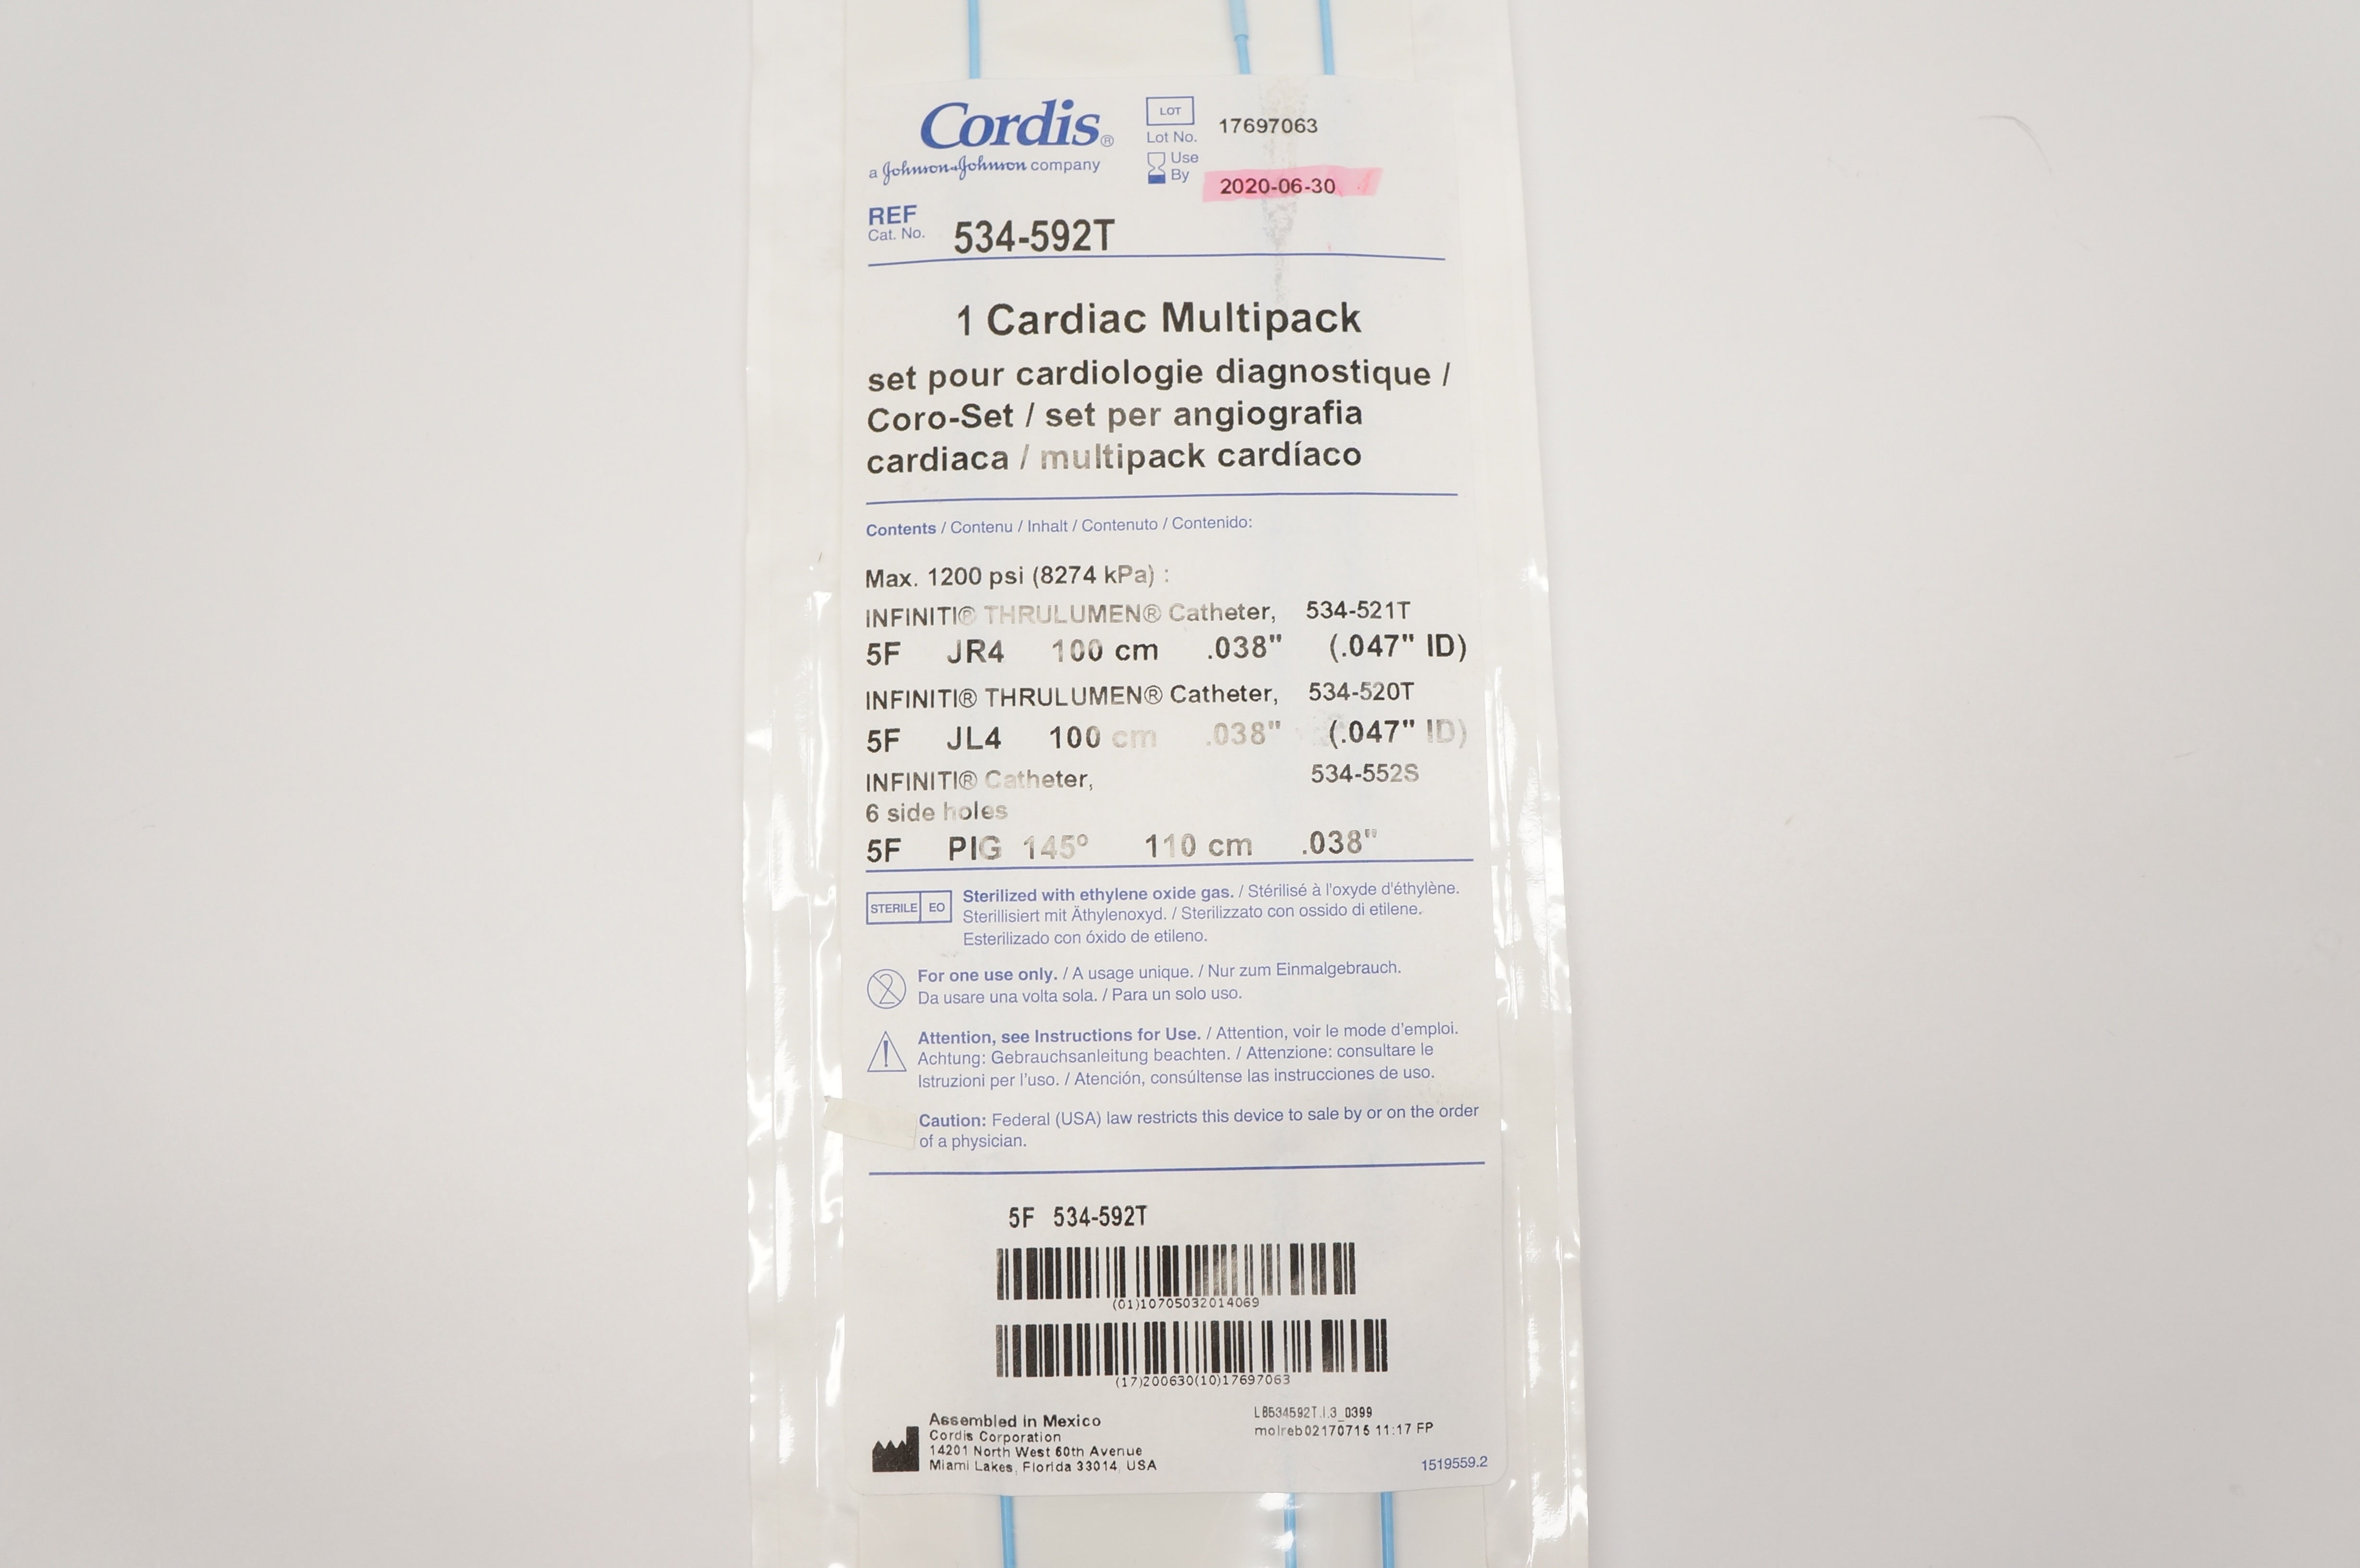 Cordis®
a Johnson & Johnson company
LOT
Lot No. 17697063
Use
By 2020-06-30
REF
Cat. No. 534-592T
1 Cardiac Multipack
set pour cardiologie diagnostique /
Coro-Set / set per angiografia
cardiaca / multipack cardíaco
Contents / Contenu / Inhalt / Contenuto / Contenido:
Max. 1200 psi (8274 kPa) :
INFINITI® THRULUMEN® Catheter, 534-521T
5F JR4 100 cm .038" (.047" ID)
INFINITI® THRULUMEN® Catheter, 534-520T
5F JL4 100 cm .038" (.047" ID)
INFINITI® Catheter, 534-552S
6 side holes
5F PIG 145° 110 cm .038"
STERILE EO
Sterilized with ethylene oxide gas. / Stérilisé à l'oxyde d'éthylène.
Sterillisiert mit Äthylenoxyd. / Sterilizzato con ossido di etilene.
Esterilizado con óxido de etileno.
2
For one use only. / A usage unique. / Nur zum Einmalgebrauch.
Da usare una volta sola. / Para un solo uso.
Attention, see Instructions for Use. / Attention, voir le mode d'emploi.
Achtung: Gebrauchsanleitung beachten. / Attenzione: consultare le
Istruzioni per l'uso. / Atención, consúltense las instrucciones de uso.
Caution: Federal (USA) law restricts this device to sale by or on the order
of a physician.
5F 534-592T
(01)10705032014069
(17)200630(10)17697063
Assembled in Mexico
Cordis Corporation
14201 North West 60th Avenue
Miami Lakes, Florida 33014, USA
LB534592T.I.3_0399
molreb02170715 11:17 FP
1519559.2